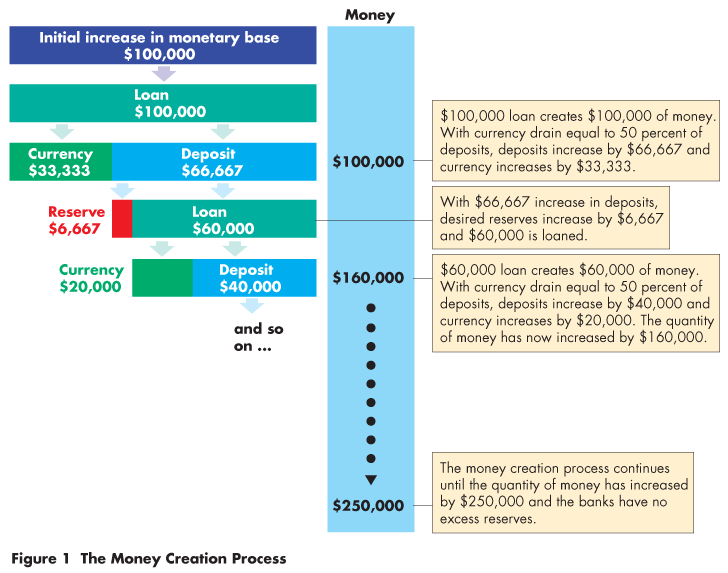 Money
Initial increase in monetary base
$100,000
Loan
$100,000
Currency
$33,333
Deposit
$66,667
$100,000
$100,000 loan creates $100,000 of money.
With currency drain equal to 50 percent of
deposits, deposits increase by $66,667 and
currency increases by $33,333.
Reserve
$6,667
Loan
$60,000
With $66,667 increase in deposits,
desired reserves increase by $6,667
and $60,000 is loaned.
Currency
$20,000
Deposit
$40,000
$160,000
$60,000 loan creates $60,000 of money.
With currency drain equal to 50 percent of
deposits, deposits increase by $40,000 and
currency increases by $20,000. The quantity
of money has now increased by $160,000.
and so
on ...
$250,000
The money creation process continues
until the quantity of money has increased
by $250,000 and the banks have no
excess reserves.
Figure 1 The Money Creation Process